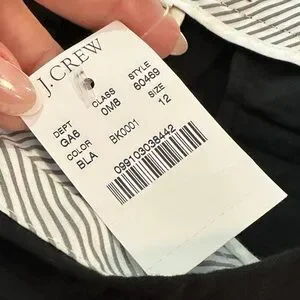 J.CREW
DEPT CLASS STYLE
GA6 0M8 60469
COLOR SIZE
BLA BK0001 12
099103038442